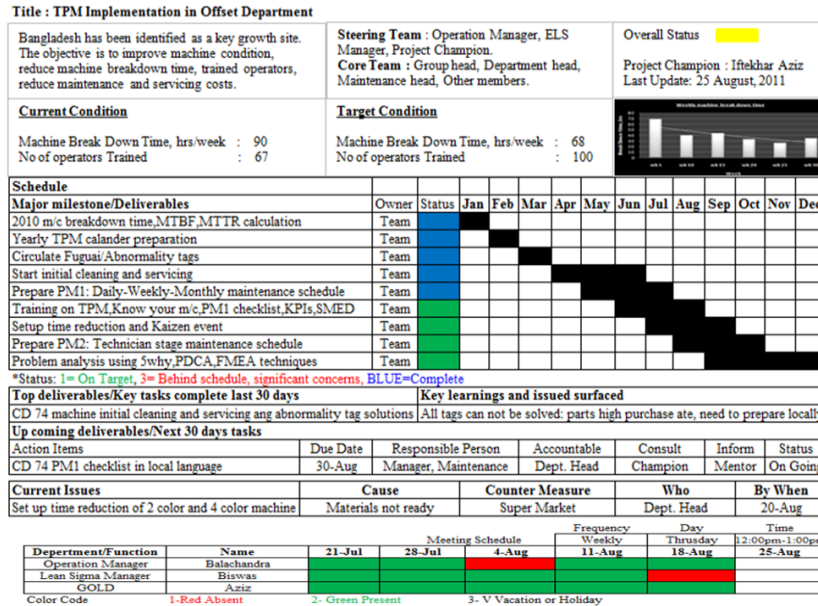 Title : TPM Implementation in Offset Department
Bangladesh has been identified as a key growth site.
The objective is to improve machine condition,
reduce machine breakdown time, trained operators,
reduce maintenance and servicing costs.
Steering Team : Operation Manager, ELS
Manager, Project Champion.
Core Team : Group head, Department head,
Maintenance head, Other members.
Overall Status
Project Champion : Iftekhar Aziz
Last Update: 25 August, 2011
Current Condition
Machine Break Down Time, hrs/week : 90
No of operators Trained : 67
Target Condition
Machine Break Down Time, hrs/week : 68
No of operators Trained : 100
Weekly machine break down time
Week
Schedule
Major milestone/Deliverables Owner Status Jan Feb Mar Apr May Jun Jul Aug Sep Oct Nov Dec
2010 m/c breakdown time,MTBF,MTTR calculation Team
Yearly TPM calander preparation Team
Circulate Fuguai/Abnormality tags Team
Start initial cleaning and servicing Team
Prepare PM1: Daily-Weekly-Monthly maintenance schedule Team
Training on TPM,Know your m/c,PM1 checklist,KPIs,SMED Team
Setup time reduction and Kaizen event Team
Prepare PM2: Technician stage maintenance schedule Team
Problem analysis using 5why,PDCA,FMEA techniques Team
*Status: 1= On Target, 3= Behind schedule, significant concerns, BLUE=Complete
Top deliverables/Key tasks complete last 30 days Key learnings and issued surfaced
CD 74 machine initial cleaning and servicing ang abnormality tag solutions All tags can not be solved: parts high purchase ate, need to prepare locally
Up coming deliverables/Next 30 days tasks
Action Items Due Date Responsible Person Accountable Consult Inform Status
CD 74 PM1 checklist in local language 30-Aug Manager, Maintenance Dept. Head Champion Mentor On Going
Current Issues Cause Counter Measure Who By When
Set up time reduction of 2 color and 4 color machine Materials not ready Super Market Dept. Head 20-Aug
Frequency Day Time
Meeting Schedule Weekly Thrusday 12:00pm-1:00pm
Department/Function Name 21-Jul 28-Jul 4-Aug 11-Aug 18-Aug 25-Aug
Operation Manager Balachandra
Lean Sigma Manager Biswas
GOLD Aziz
Color Code 1-Red Absent 2- Green Present 3- V Vacation or Holiday